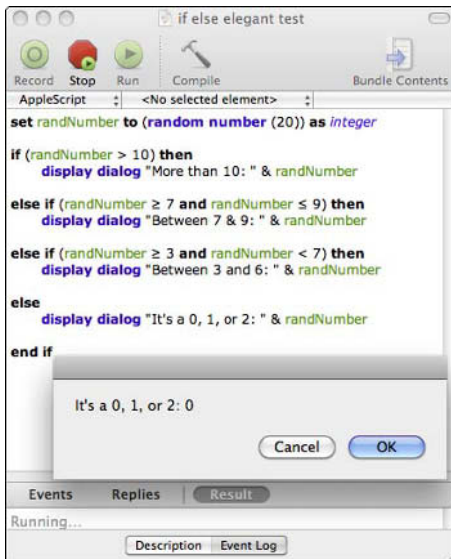 if else elegant test
Record Stop Run Compile Bundle Contents
AppleScript <No selected element>
set randNumber to (random number (20)) as integer
if (randNumber > 10) then
display dialog "More than 10: " & randNumber
else if (randNumber ≥ 7 and randNumber ≤ 9) then
display dialog "Between 7 & 9: " & randNumber
else if (randNumber ≥ 3 and randNumber < 7) then
display dialog "Between 3 and 6: " & randNumber
else
display dialog "It's a 0, 1, or 2: " & randNumber
end if
It's a 0, 1, or 2: 0
Cancel OK
Events Replies Result
Running...
Description Event Log